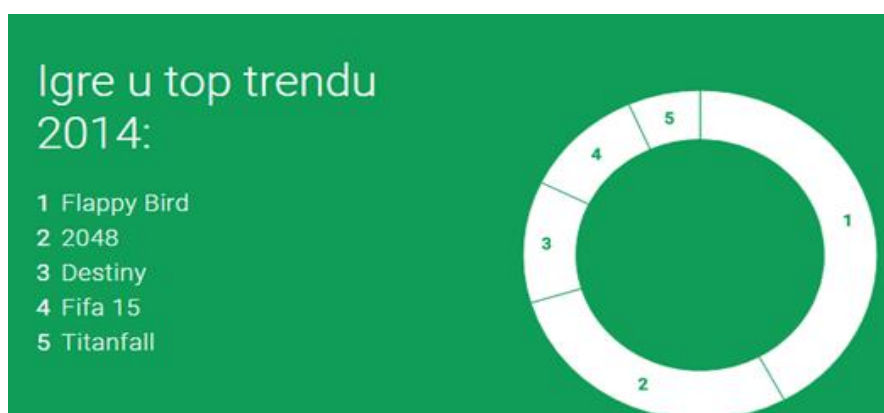 Igre u top trendu
2014:
1 Flappy Bird
2 2048
3 Destiny
4 Fifa 15
5 Titanfall
5
4
1
3
2